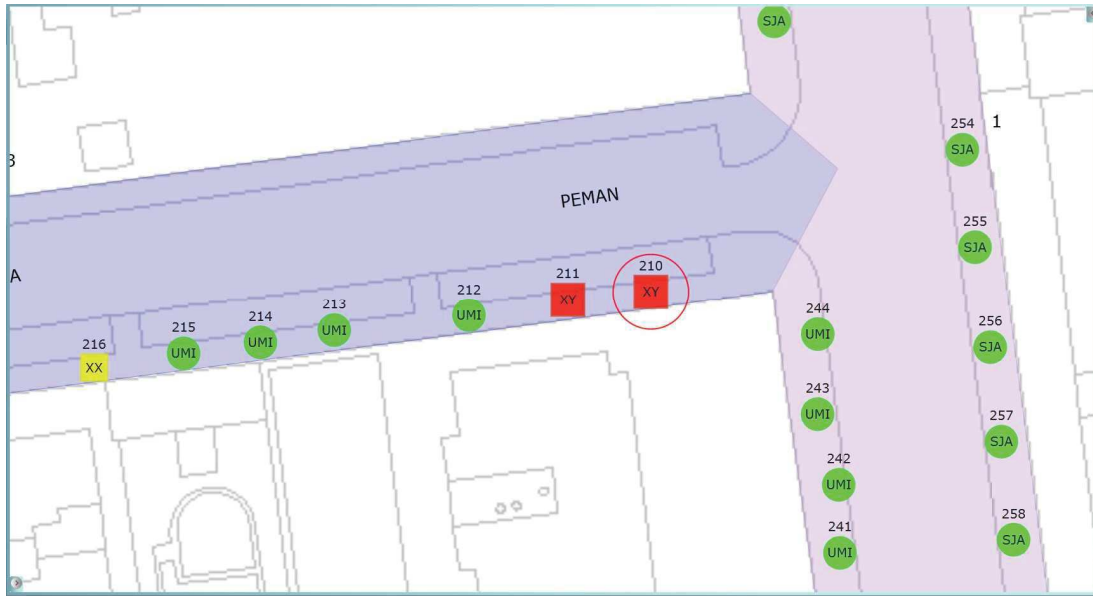 SJA
254
SJA
1
3
PEMAN
255
SJA
A
210
XY
211
XY
212
UMI
213
UMI
214
UMI
215
UMI
216
XX
244
UMI
256
SJA
243
UMI
257
SJA
242
UMI
241
UMI
258
SJA